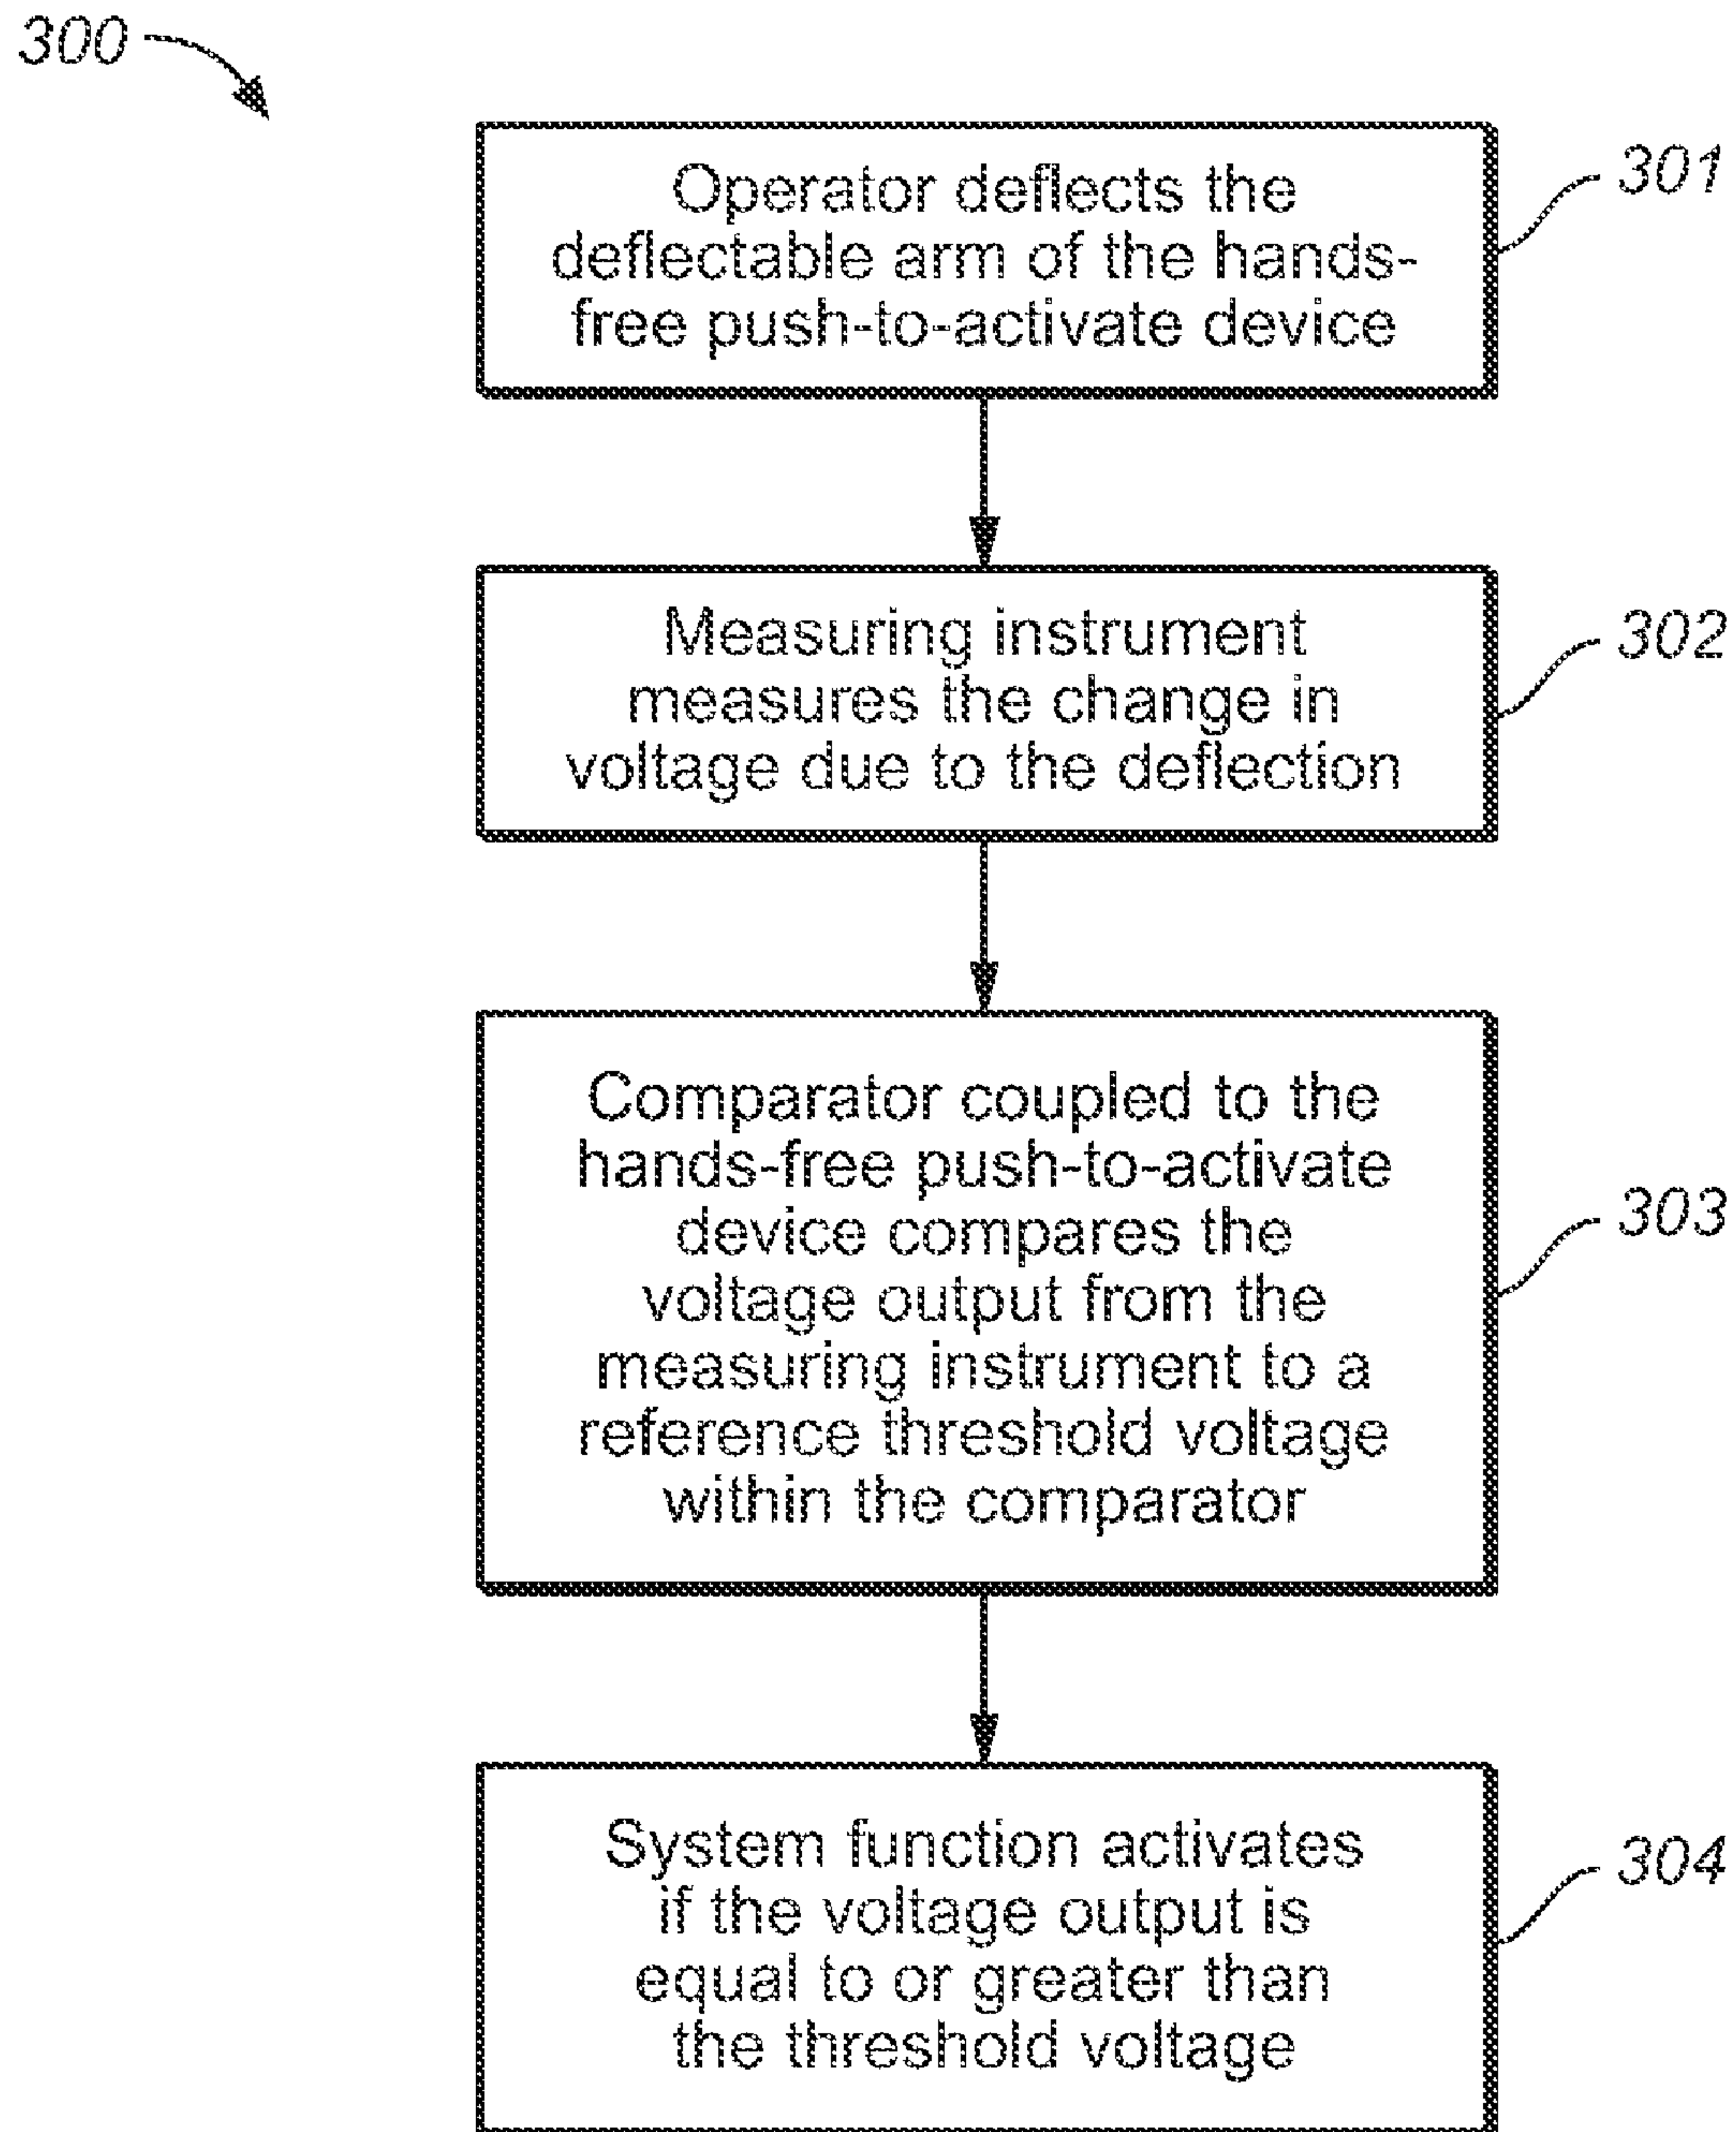 300
Operator deflects the
deflectable arm of the hands-
free push-to-activate device
301
Measuring instrument
measures the change in
voltage due to the deflection
302
Comparator coupled to the
hands-free push-to-activate
device compares the
voltage output from the
measuring instrument to a
reference threshold voltage
within the comparator
303
System function activates
if the voltage output is
equal to or greater than
the threshold voltage
304